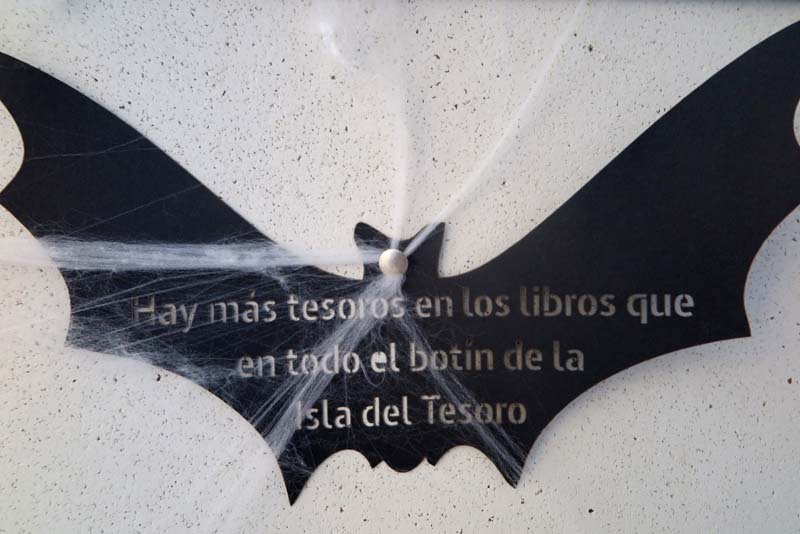 Hay más tesoros en los libros que
en todo el botín de la
Isla del Tesoro